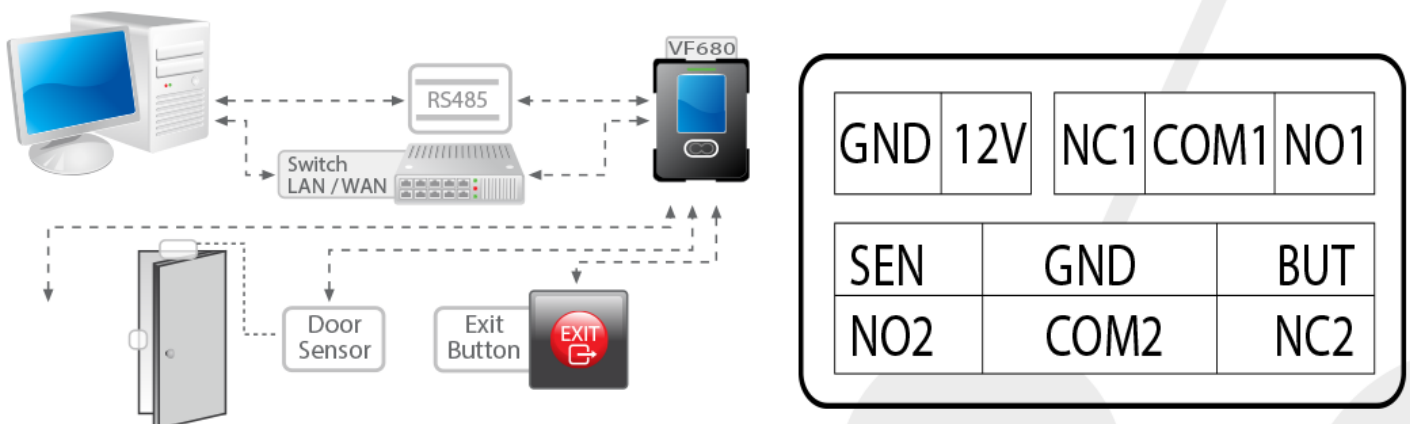 VF680
RS485
Switch
LAN / WAN
Door
Sensor
Exit
Button
EXIT
GND 12V NC1 COM1 NO1
SEN GND BUT
NO2 COM2 NC2